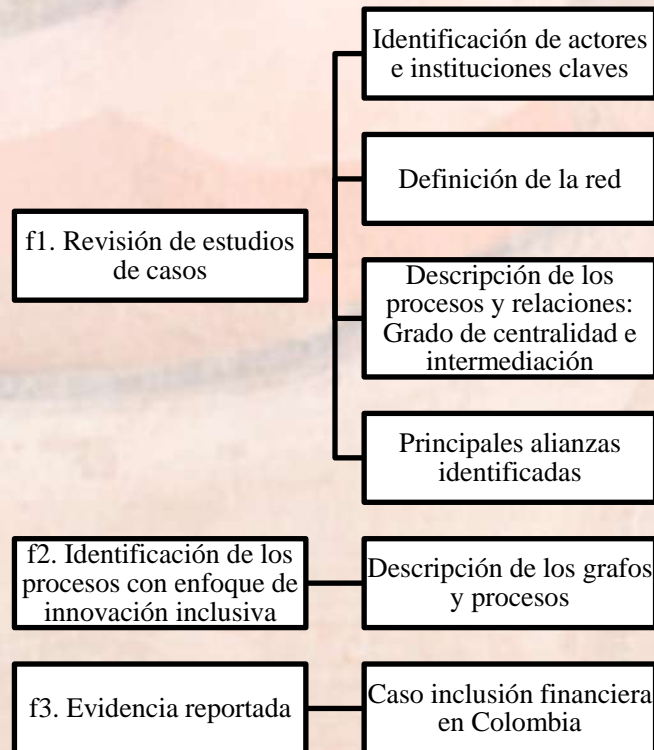 f1. Revisión de estudios
de casos
Identificación de actores
e instituciones claves
Definición de la red
Descripción de los
procesos y relaciones:
Grado de centralidad e
intermediación
Principales alianzas
identificadas
f2. Identificación de los
procesos con enfoque de
innovación inclusiva
Descripción de los grafos
y procesos
f3. Evidencia reportada
Caso inclusión financiera
en Colombia